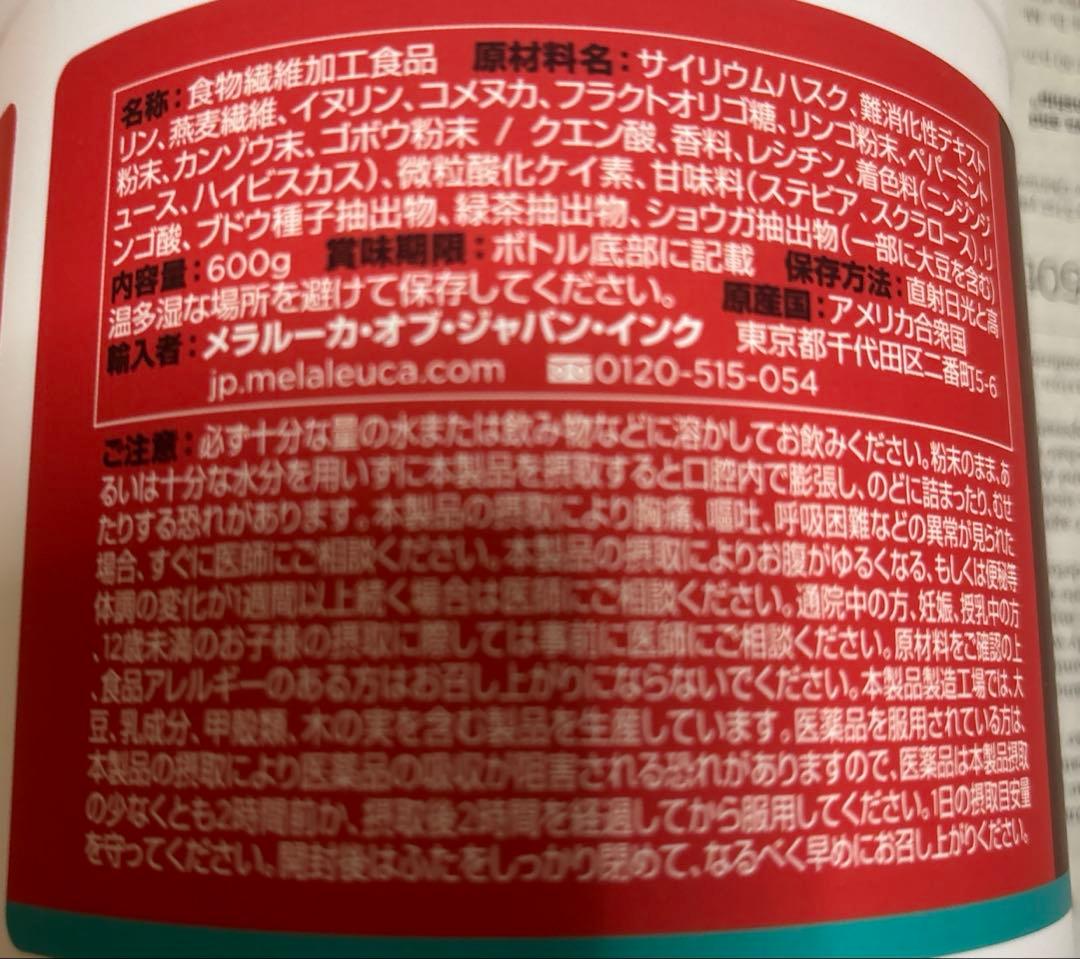 名称：食物繊維加工食品　原材料名：サイリウムハスク、難消化性デキスト
リン、燕麦繊維、イヌリン、コメヌカ、フラクトオリゴ糖、リンゴ粉末、ペパーミント
粉末、カンゾウ末、ゴボウ粉末 / クエン酸、香料、レシチン、着色料(ニンジンジ
ュース、ハイビスカス)、微粒酸化ケイ素、甘味料(ステビア、スクラロース)、リ
ンゴ酸、ブドウ種子抽出物、緑茶抽出物、ショウガ抽出物(一部に大豆を含む)
内容量：600g　賞味期限：ボトル底部に記載　保存方法：直射日光と高
温多湿な場所を避けて保存してください。　原産国：アメリカ合衆国
輸入者：メラルーカ・オブ・ジャパン・インク　東京都千代田区二番町5-6
jp.melaleuca.com　0120-515-054
ご注意：必ず十分な量の水または飲み物などに溶かしてお飲みください。粉末のまま、あ
るいは十分な水分を用いずに本製品を摂取すると口腔内で膨張し、のどに詰まったり、むせ
たりする恐れがあります。本製品の摂取により胸痛、嘔吐、呼吸困難などの異常が見られた
場合、すぐに医師にご相談ください。本製品の摂取によりお腹がゆるくなる、もしくは便秘等
体調の変化が1週間以上続く場合は医師にご相談ください。通院中の方、妊娠、授乳中の方
、12歳未満のお子様の摂取に際しては事前に医師にご相談ください。原材料をご確認の上
、食品アレルギーのある方はお召し上がりにならないでください。本製品製造工場では、大
豆、乳成分、甲殻類、木の実を含む製品を生産しています。医薬品を服用されている方は、
本製品の摂取により医薬品の吸収が阻害される恐れがありますので、医薬品は本製品摂取
の少なくとも2時間前か、摂取後2時間を経過してから服用してください。1日の摂取目安量
を守ってください。開封後はふたをしっかり閉めて、なるべく早めにお召し上がりください。